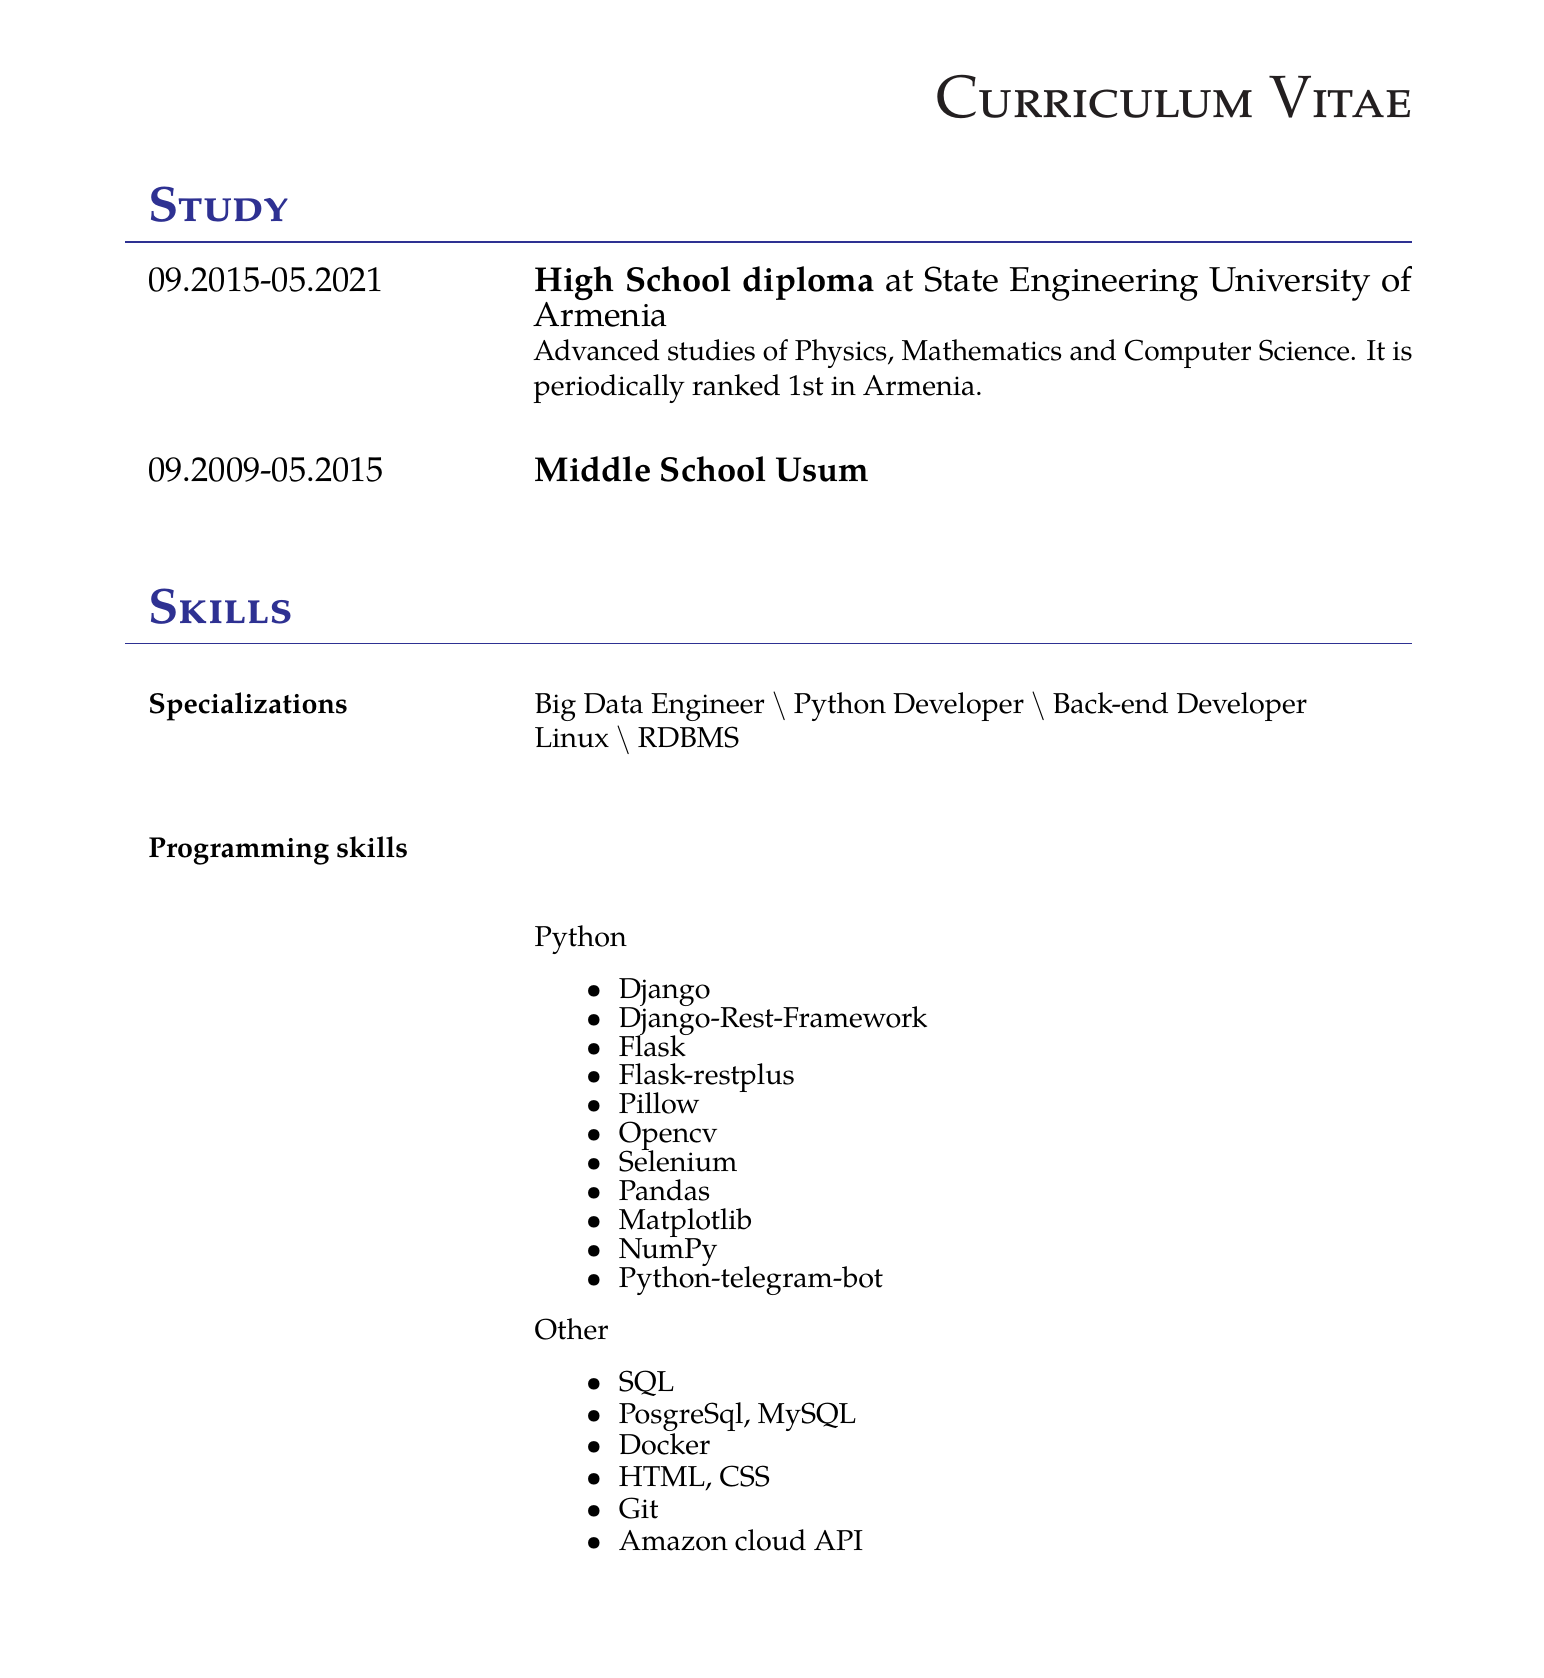 Curriculum Vitae
Study
09.2015-05.2021 High School diploma at State Engineering University of
Armenia
Advanced studies of Physics, Mathematics and Computer Science. It is
periodically ranked 1st in Armenia.
09.2009-05.2015 Middle School Usum
Skills
Specializations Big Data Engineer \ Python Developer \ Back-end Developer
Linux \ RDBMS
Programming skills
Python
• Django
• Django-Rest-Framework
• Flask
• Flask-restplus
• Pillow
• Opencv
• Selenium
• Pandas
• Matplotlib
• NumPy
• Python-telegram-bot
Other
• SQL
• PosgreSql, MySQL
• Docker
• HTML, CSS
• Git
• Amazon cloud API